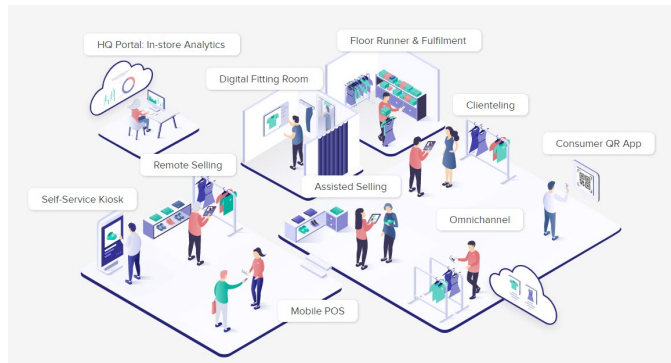 HQ Portal: In-store Analytics
Floor Runner & Fulfilment
Digital Fitting Room
Clienteling
Consumer QR App
Remote Selling
Assisted Selling
Self-Service Kiosk
Omnichannel
Mobile POS